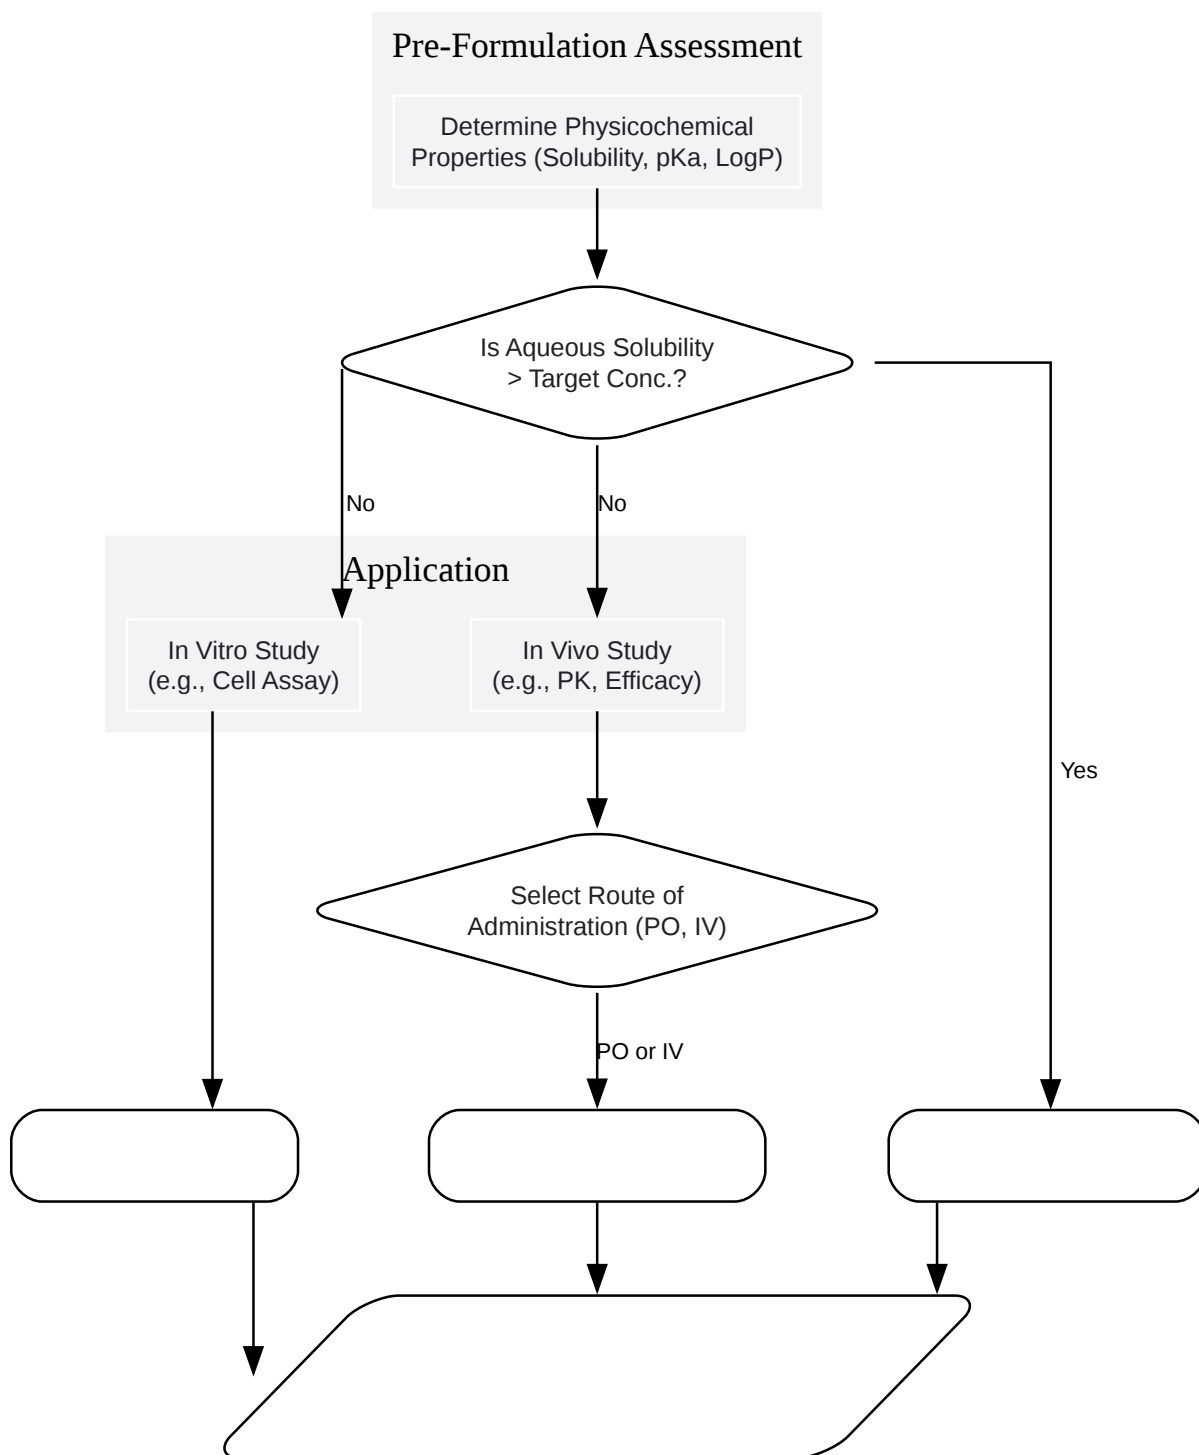 Pre-Formulation Assessment
Determine Physicochemical
Properties (Solubility, pKa, LogP)
Is Aqueous Solubility
> Target Conc.?
No
No
Application
In Vitro Study
(e.g., Cell Assay)
In Vivo Study
(e.g., PK, Efficacy)
Yes
Select Route of
Administration (PO, IV)
PO or IV